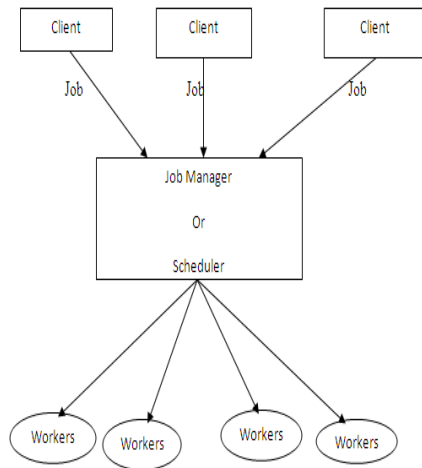 Client
Client
Client
Job
Job
Job
Job Manager
Or
Scheduler
Workers
Workers
Workers
Workers